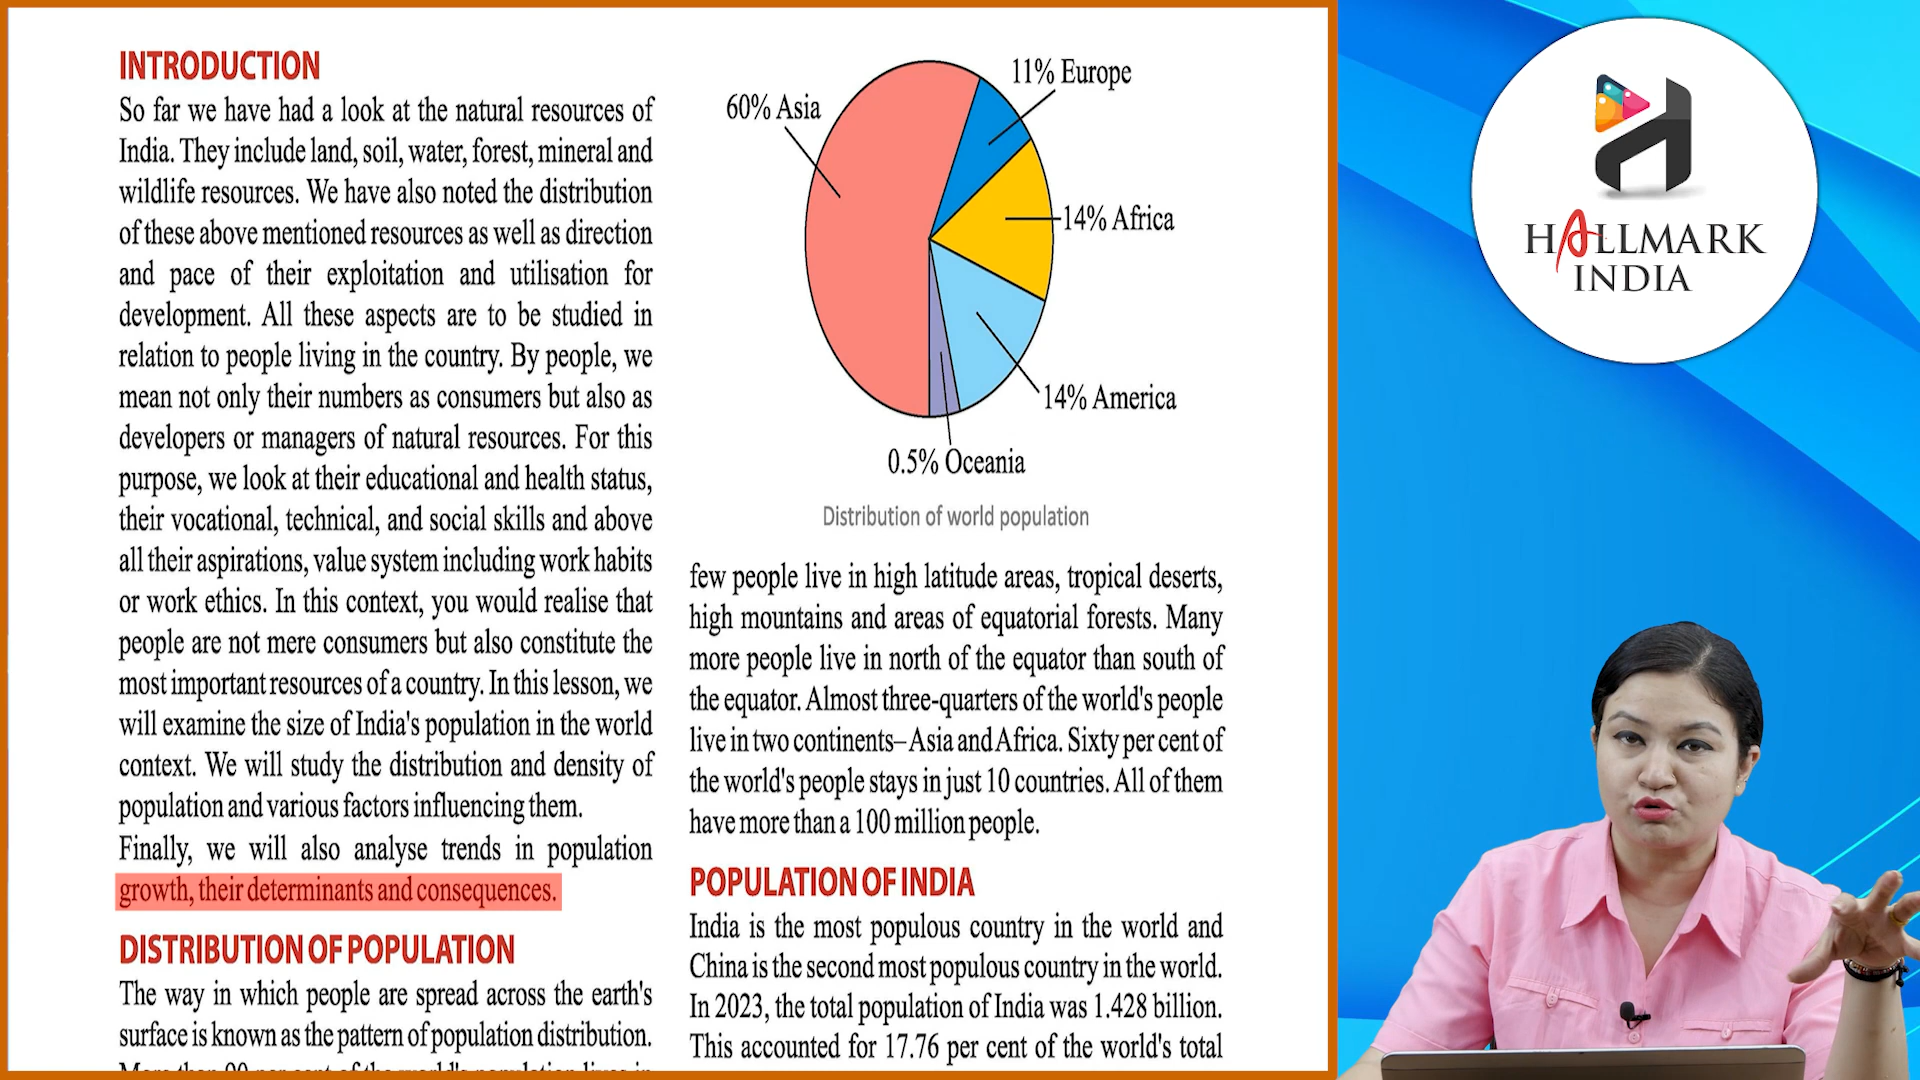 INTRODUCTION
So far we have had a look at the natural resources of
India. They include land, soil, water, forest, mineral and
wildlife resources. We have also noted the distribution
of these above mentioned resources as well as direction
and pace of their exploitation and utilisation for
development. All these aspects are to be studied in
relation to people living in the country. By people, we
mean not only their numbers as consumers but also as
developers or managers of natural resources. For this
purpose, we look at their educational and health status,
their vocational, technical, and social skills and above
all their aspirations, value system including work habits
or work ethics. In this context, you would realise that
people are not mere consumers but also constitute the
most important resources of a country. In this lesson, we
will examine the size of India's population in the world
context. We will study the distribution and density of
population and various factors influencing them.
Finally, we will also analyse trends in population
growth, their determinants and consequences.
DISTRIBUTION OF POPULATION
The way in which people are spread across the earth's
surface is known as the pattern of population distribution.
60% Asia
11% Europe
14% Africa
14% America
0.5% Oceania
Distribution of world population
few people live in high latitude areas, tropical deserts,
high mountains and areas of equatorial forests. Many
more people live in north of the equator than south of
the equator. Almost three-quarters of the world's people
live in two continents– Asia and Africa. Sixty per cent of
the world's people stays in just 10 countries. All of them
have more than a 100 million people.
POPULATION OF INDIA
India is the most populous country in the world and
China is the second most populous country in the world.
In 2023, the total population of India was 1.428 billion.
This accounted for 17.76 per cent of the world's total
HALLMARK
INDIA